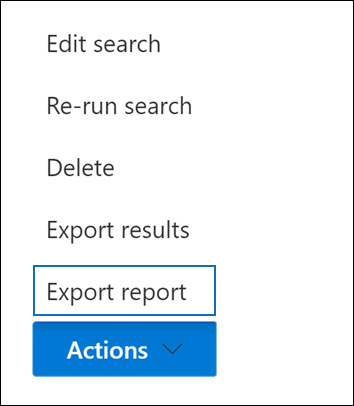 Edit search
Re-run search
Delete
Export results
Export report
Actions